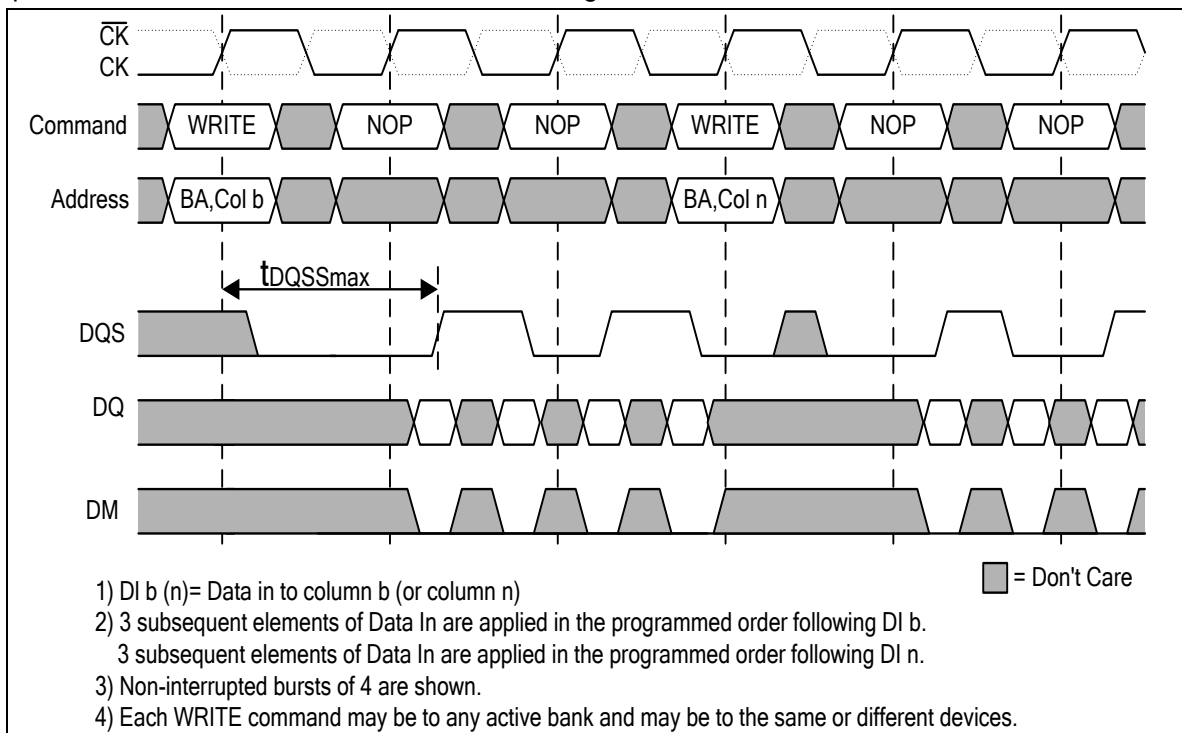 CK
CK
Command WRITE NOP NOP WRITE NOP NOP
Address BA,Col b BA,Col n
tDQSSmax
DQS
DQ
DM
= Don't Care
1) DI b (n)= Data in to column b (or column n)
2) 3 subsequent elements of Data In are applied in the programmed order following DI b.
3 subsequent elements of Data In are applied in the programmed order following DI n.
3) Non-interrupted bursts of 4 are shown.
4) Each WRITE command may be to any active bank and may be to the same or different devices.